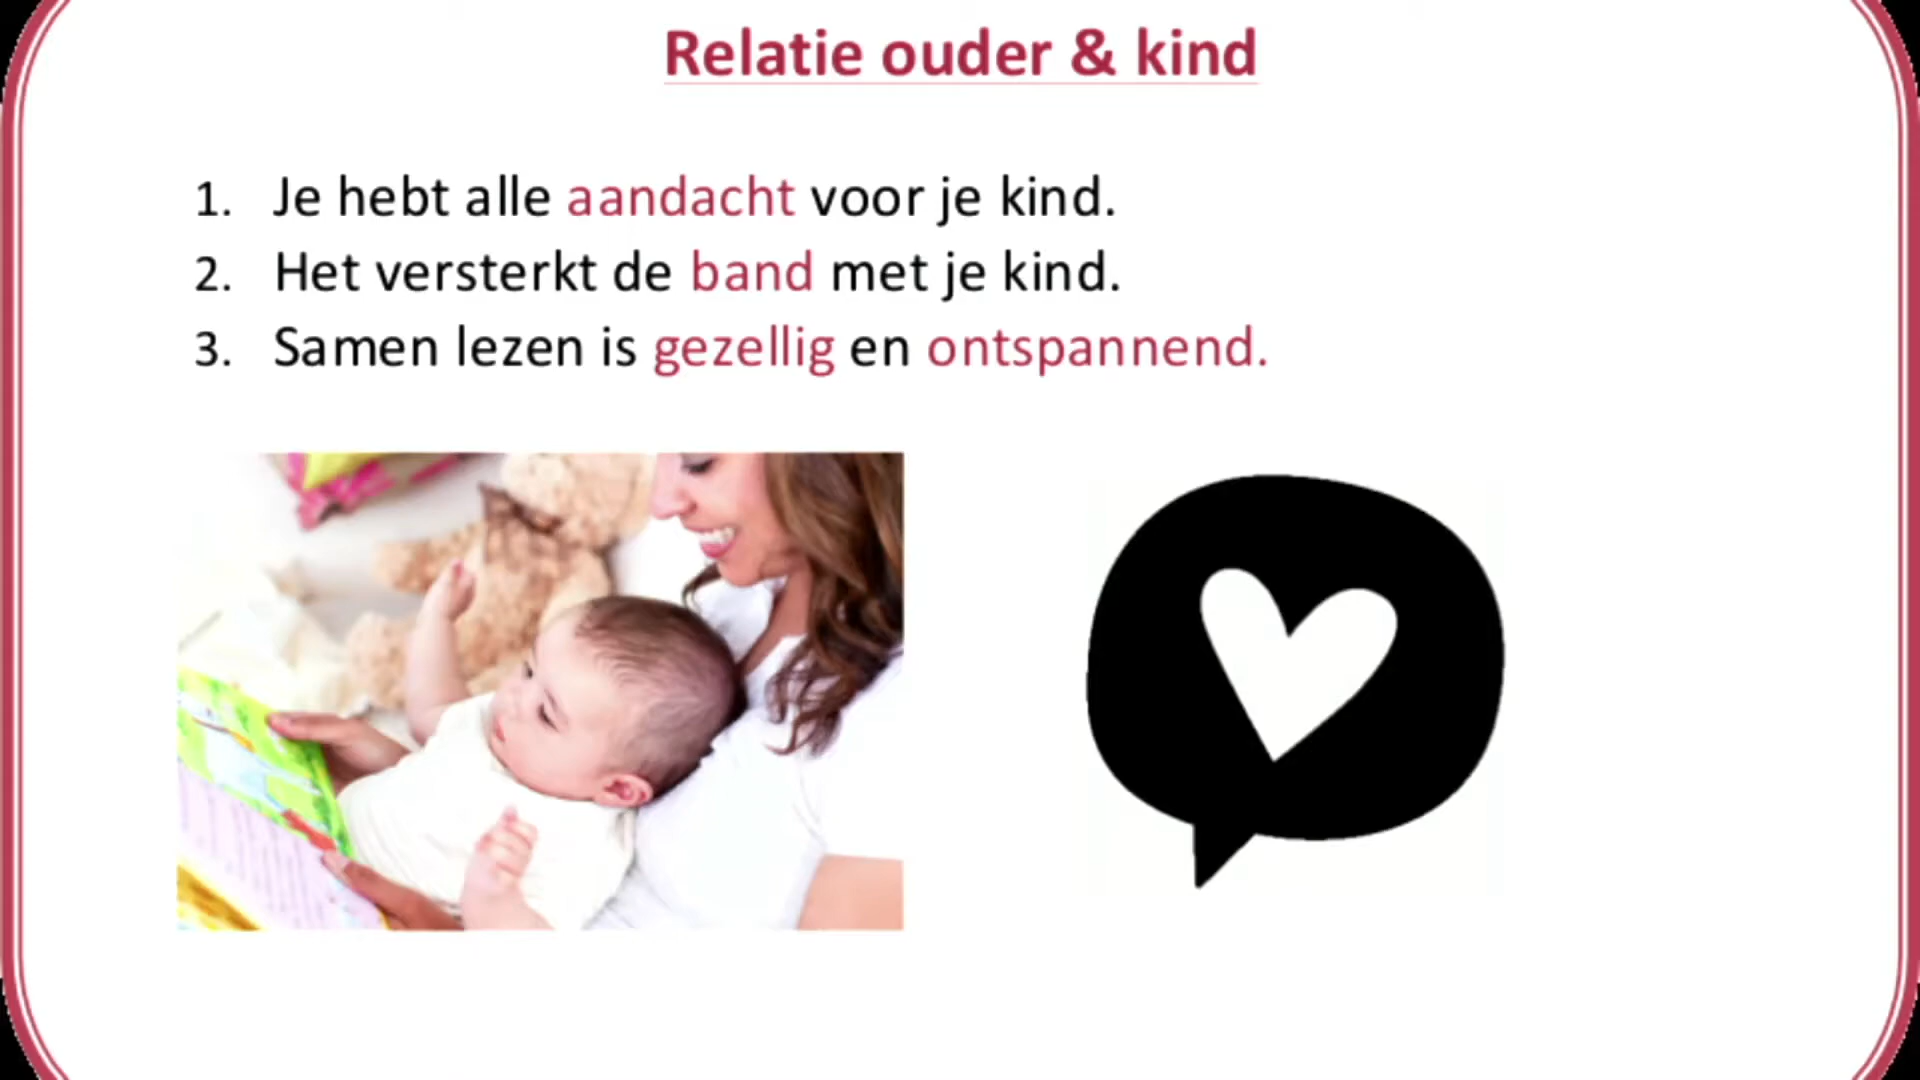 Relatie ouder & kind
1. Je hebt alle aandacht voor je kind.
2. Het versterkt de band met je kind.
3. Samen lezen is gezellig en ontspannend.